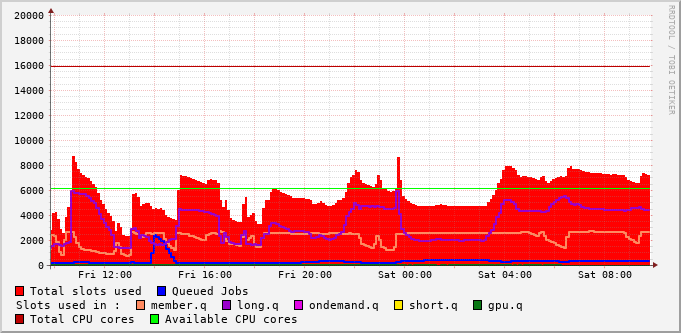 20000
18000
16000
14000
12000
10000
8000
6000
4000
2000
0
Fri 12:00 Fri 16:00 Fri 20:00 Sat 00:00 Sat 04:00 Sat 08:00
Total slots used Queued Jobs
Slots used in : member.q long.q ondemand.q short.q gpu.q
Total CPU cores Available CPU cores
RRDTOOL / TOBI OETIKER